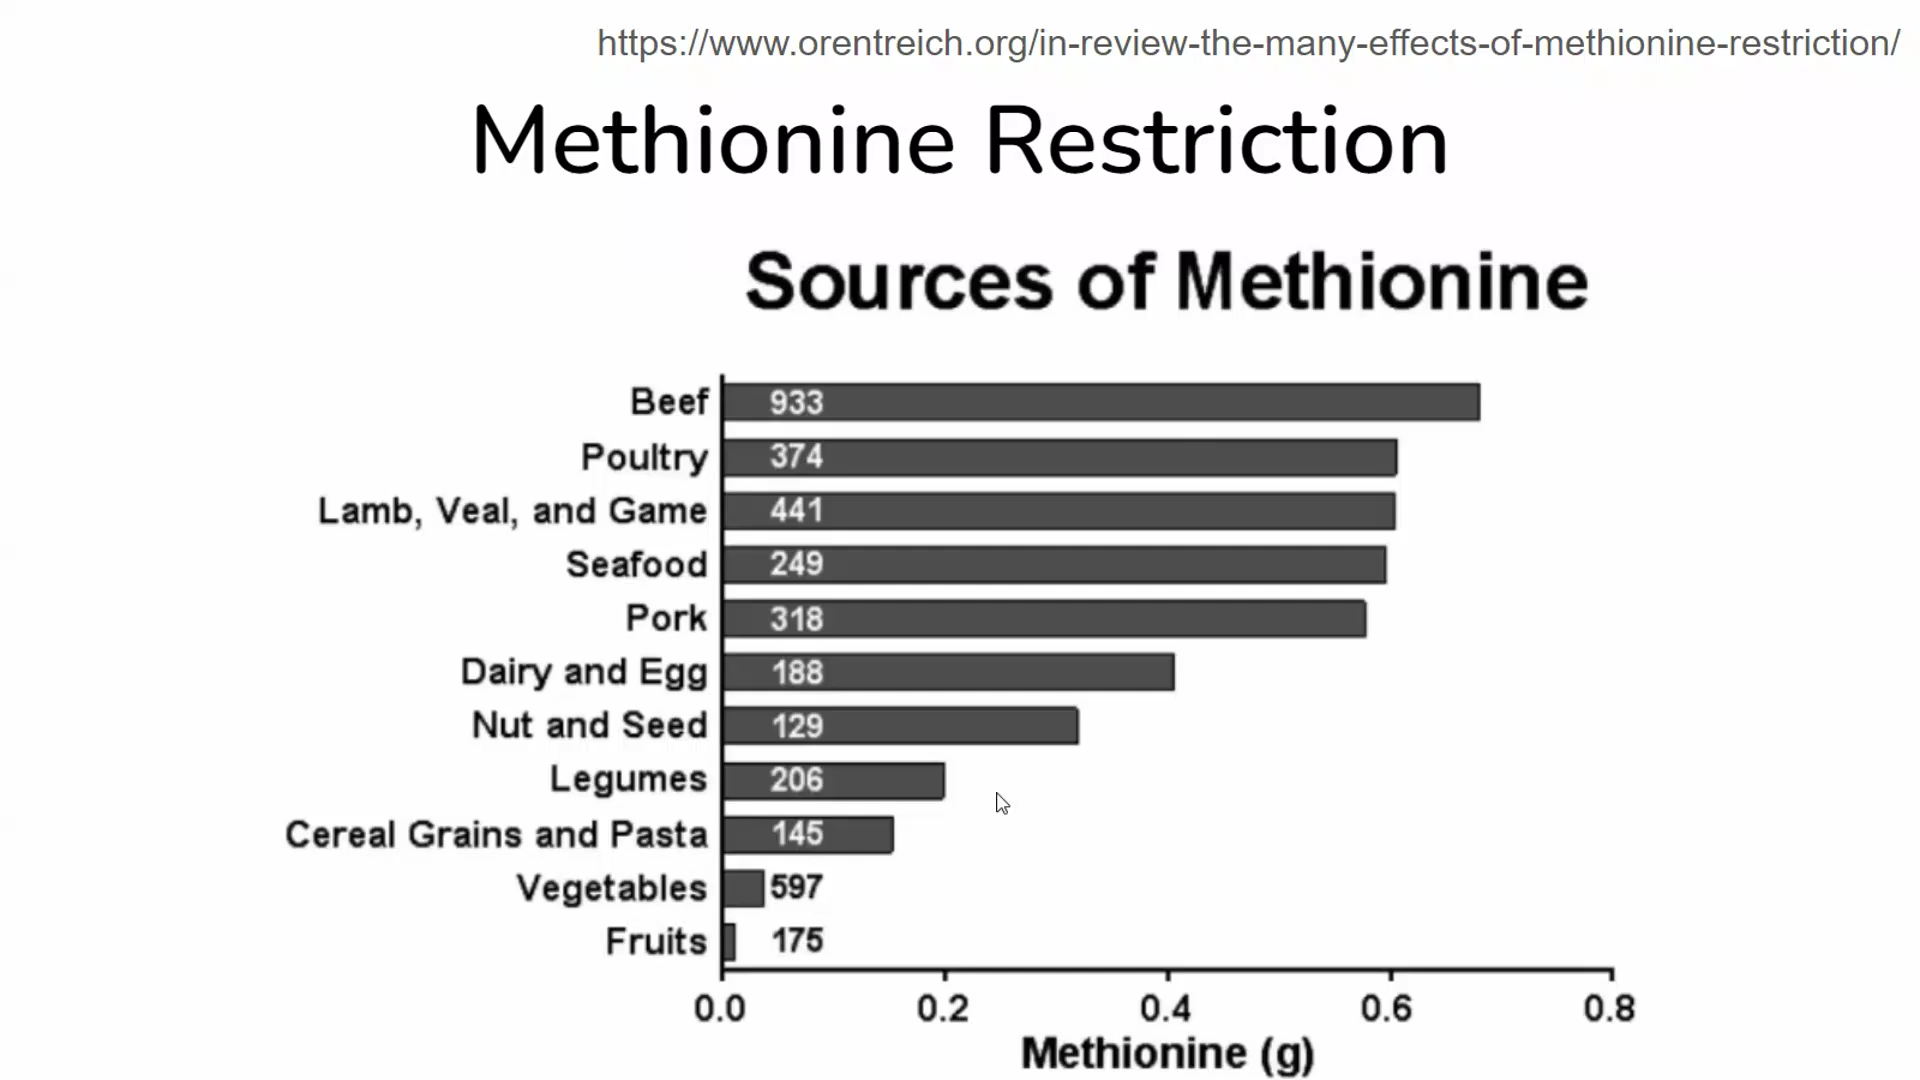 https://www.orentreich.org/in-review-the-many-effects-of-methionine-restriction/
Methionine Restriction
Sources of Methionine
Beef 933
Poultry 374
Lamb, Veal, and Game 441
Seafood 249
Pork 318
Dairy and Egg 188
Nut and Seed 129
Legumes 206
Cereal Grains and Pasta 145
Vegetables 597
Fruits 175
0.0 0.2 0.4 0.6 0.8
Methionine (g)